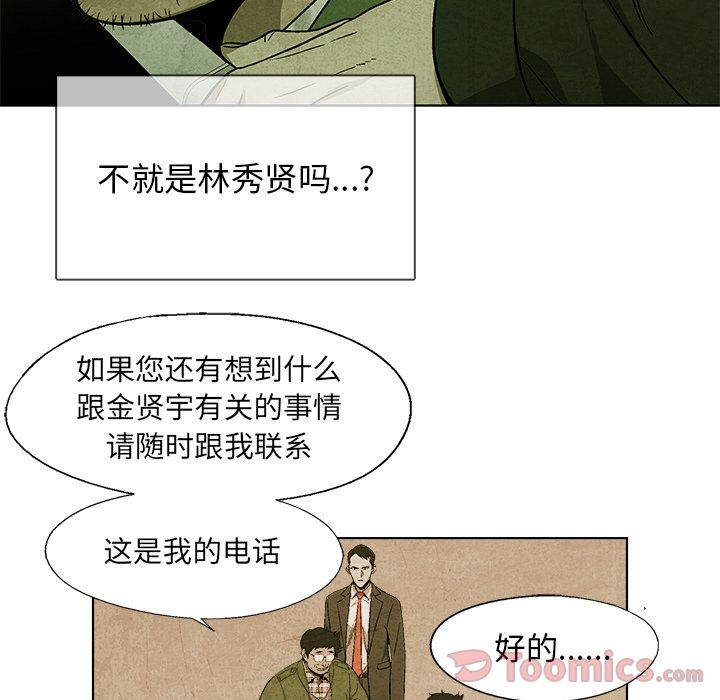 不就是林秀贤吗...?
如果您还有想到什么
跟金贤宇有关的事情
请随时跟我联系
这是我的电话
好的......
Toomics.com